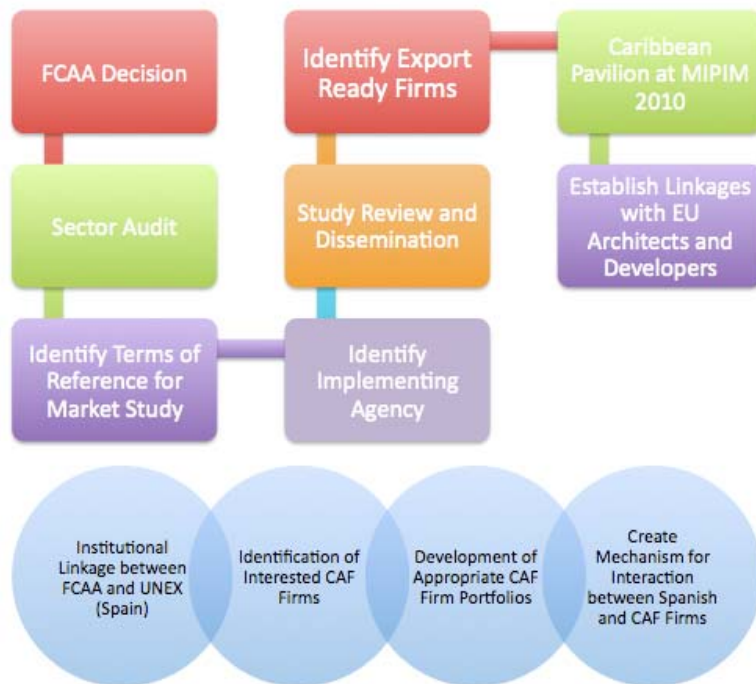 FCAA Decision
Sector Audit
Identify Terms of
Reference for
Market Study
Identify
Implementing
Agency
Study Review and
Dissemination
Identify Export
Ready Firms
Caribbean
Pavilion at MIPIM
2010
Establish Linkages
with EU
Architects and
Developers
Institutional
Linkage between
FCAA and UNEX
(Spain)
Identification of
Interested CAF
Firms
Development of
Appropriate CAF
Firm Portfolios
Create
Mechanism for
Interaction
between Spanish
and CAF Firms